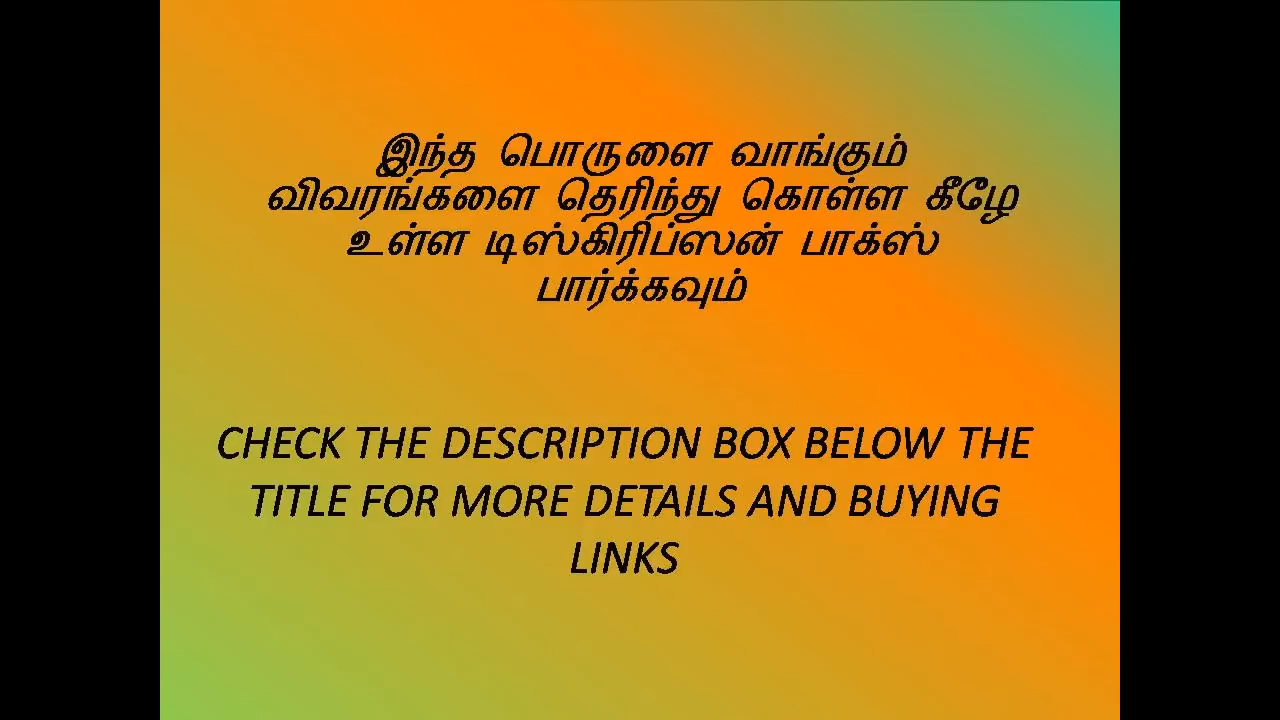 இந்த பொருளை வாங்கும்
விவரங்களை தெரிந்து கொள்ள கீழே
உள்ள டிஸ்கிரிப்ஸன் பாக்ஸ்
பார்க்கவும்
CHECK THE DESCRIPTION BOX BELOW THE
TITLE FOR MORE DETAILS AND BUYING
LINKS